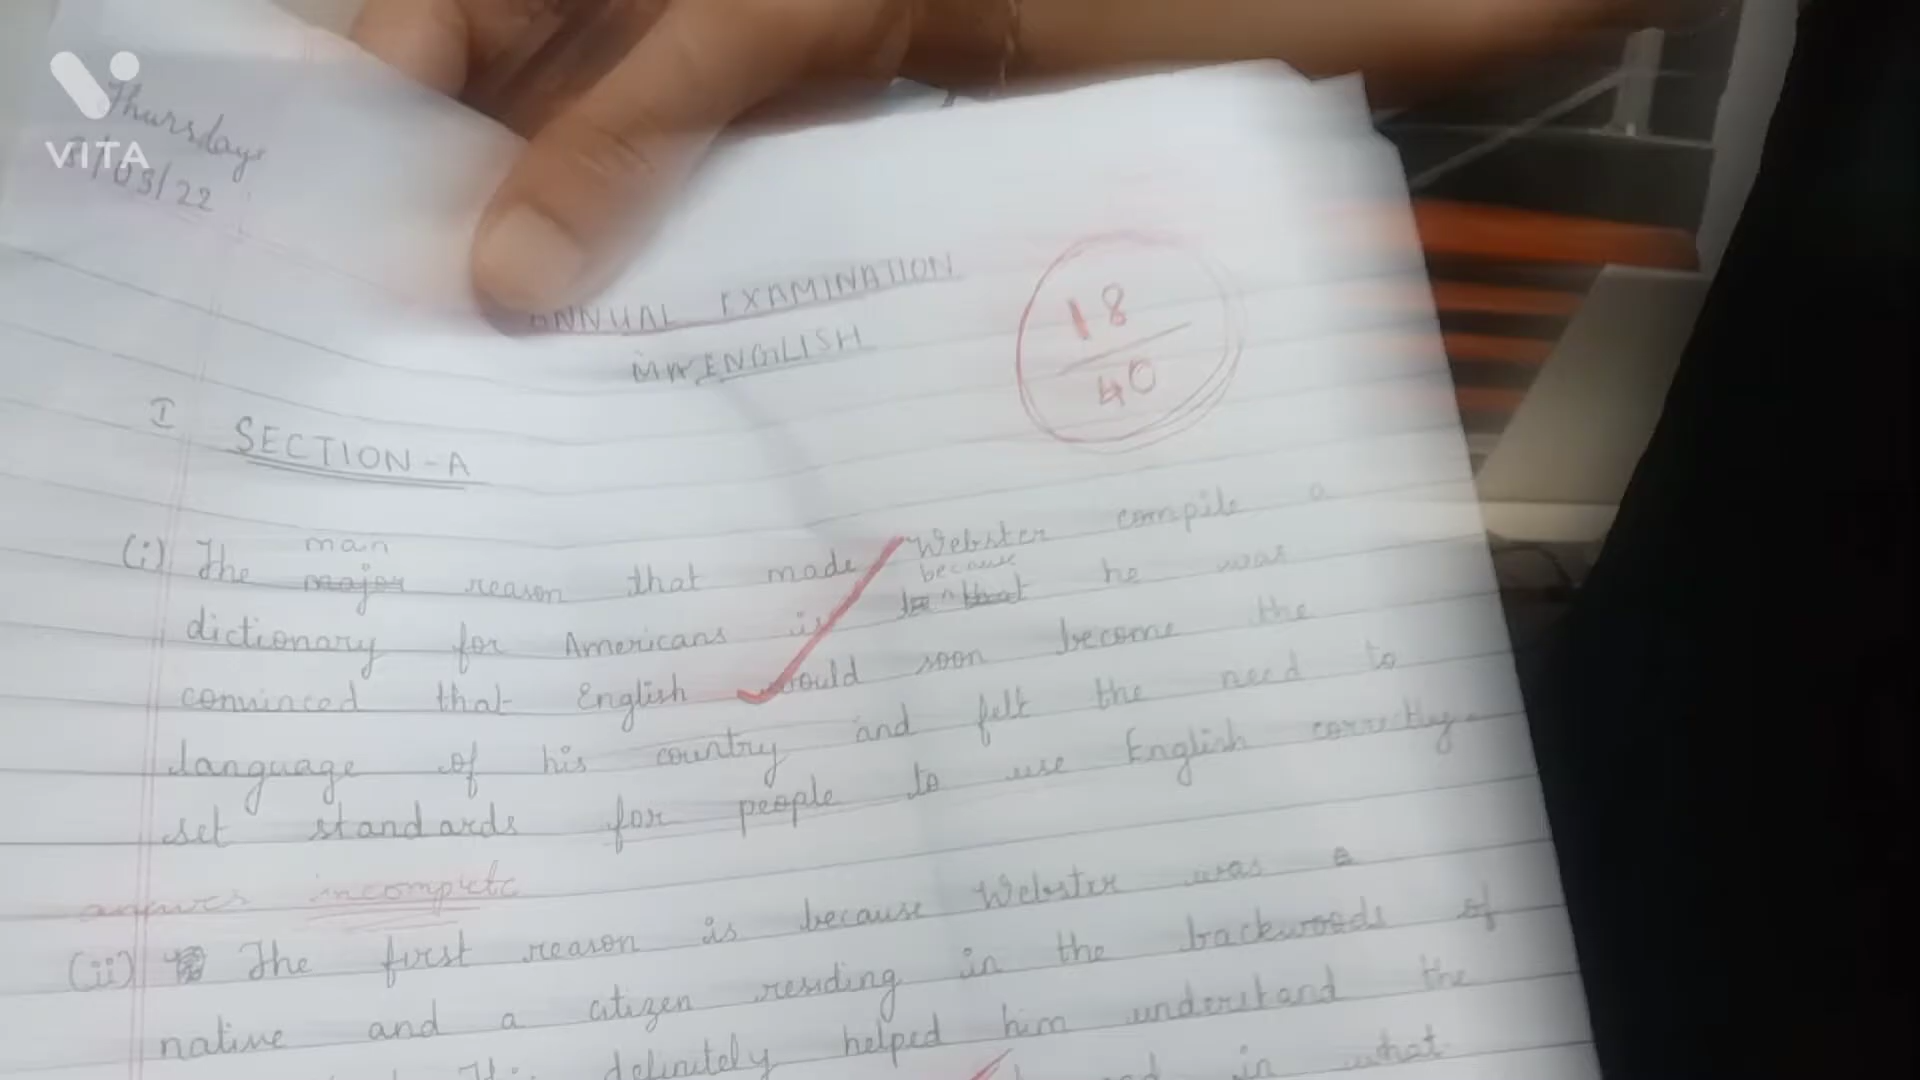 VITA
Thursday
/03/22
ANNUAL EXAMINATION
ENGLISH
18
40
I SECTION-A
man
(i) The major reason that made Webster compile a
because
dictionary for Americans is that he was
convinced that English would soon become the
language of his country and felt the need to
set standards for people to use English correctly.
answer incomplete
(ii) The first reason is because Webster was a
native and a citizen residing in the backwoods of
definitely helped him understand the
in what